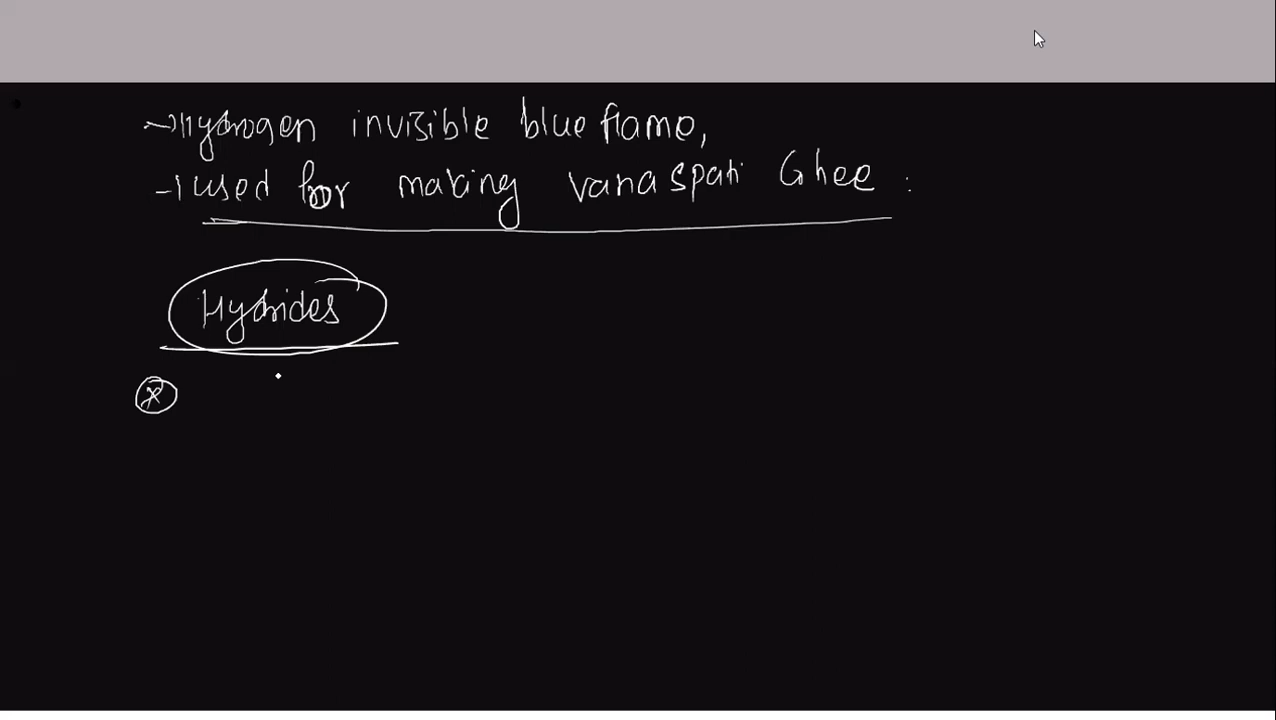 →Hydrogen invisible blue flame,
→ used for making vanaspati Ghee :
Hydrides
*